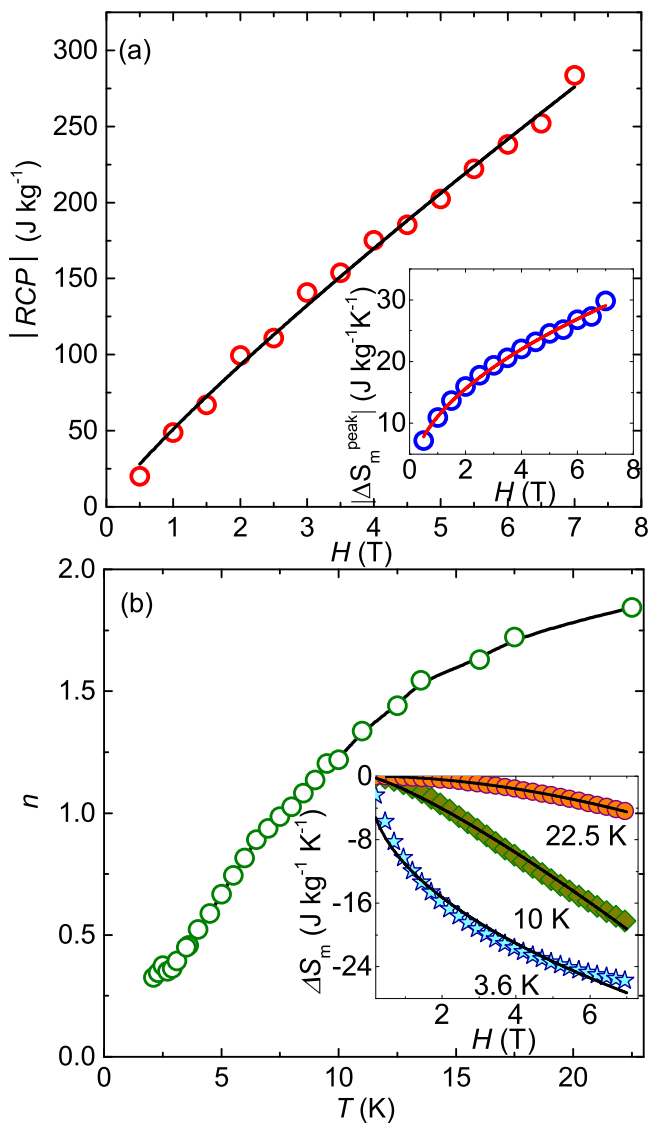 (a)
300
250
200
150
100
50
0
|RCP| (J kg⁻¹)
0 1 2 3 4 5 6 7 8
H (T)
30
20
10
|ΔSₘᵖᵉᵃᵏ| (J kg⁻¹K⁻¹)
0 2 4 6 8
H (T)
(b)
2.0
1.5
1.0
0.5
0.0
n
0 5 10 15 20
T (K)
0
-8
-16
-24
ΔSₘ (J kg⁻¹ K⁻¹)
22.5 K
10 K
3.6 K
2 4 6
H (T)